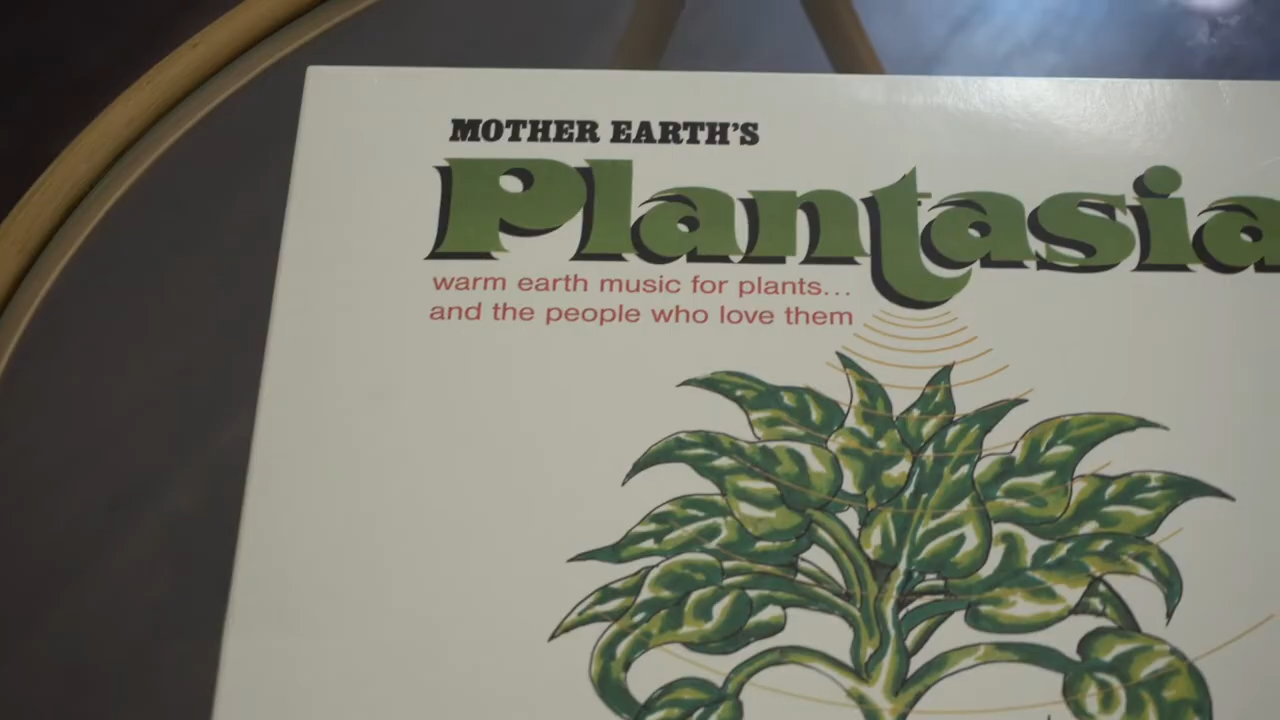 MOTHER EARTH'S
Plantasia
warm earth music for plants...
and the people who love them